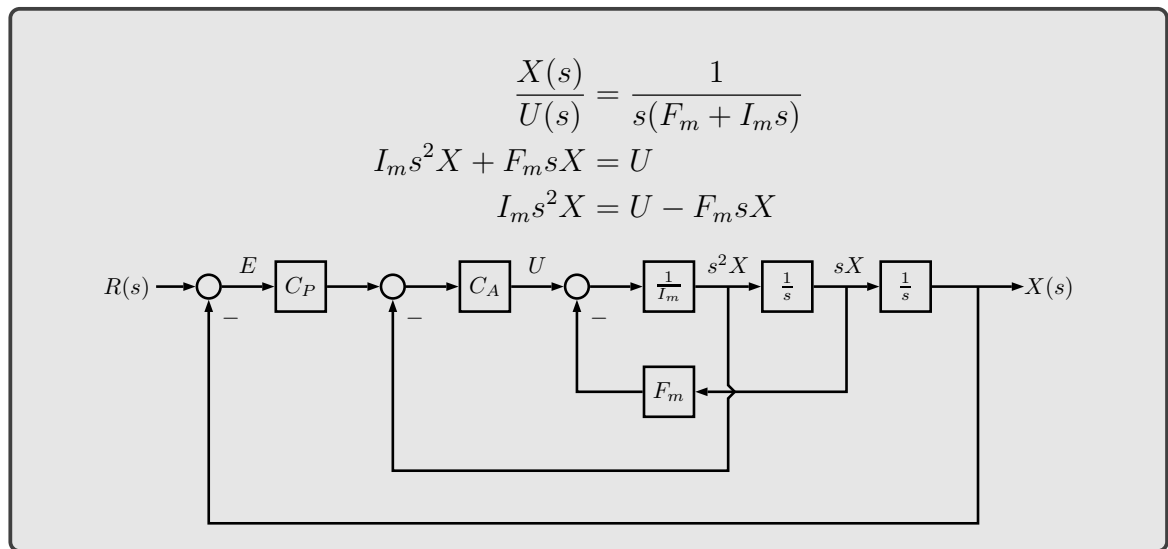 X(s)/U(s) = 1/(s(F_m + I_m s))
I_m s^2 X + F_m sX = U
I_m s^2 X = U − F_m sX
R(s) E C_P C_A U 1/I_m s^2 X 1/s sX 1/s X(s)
− − −
F_m